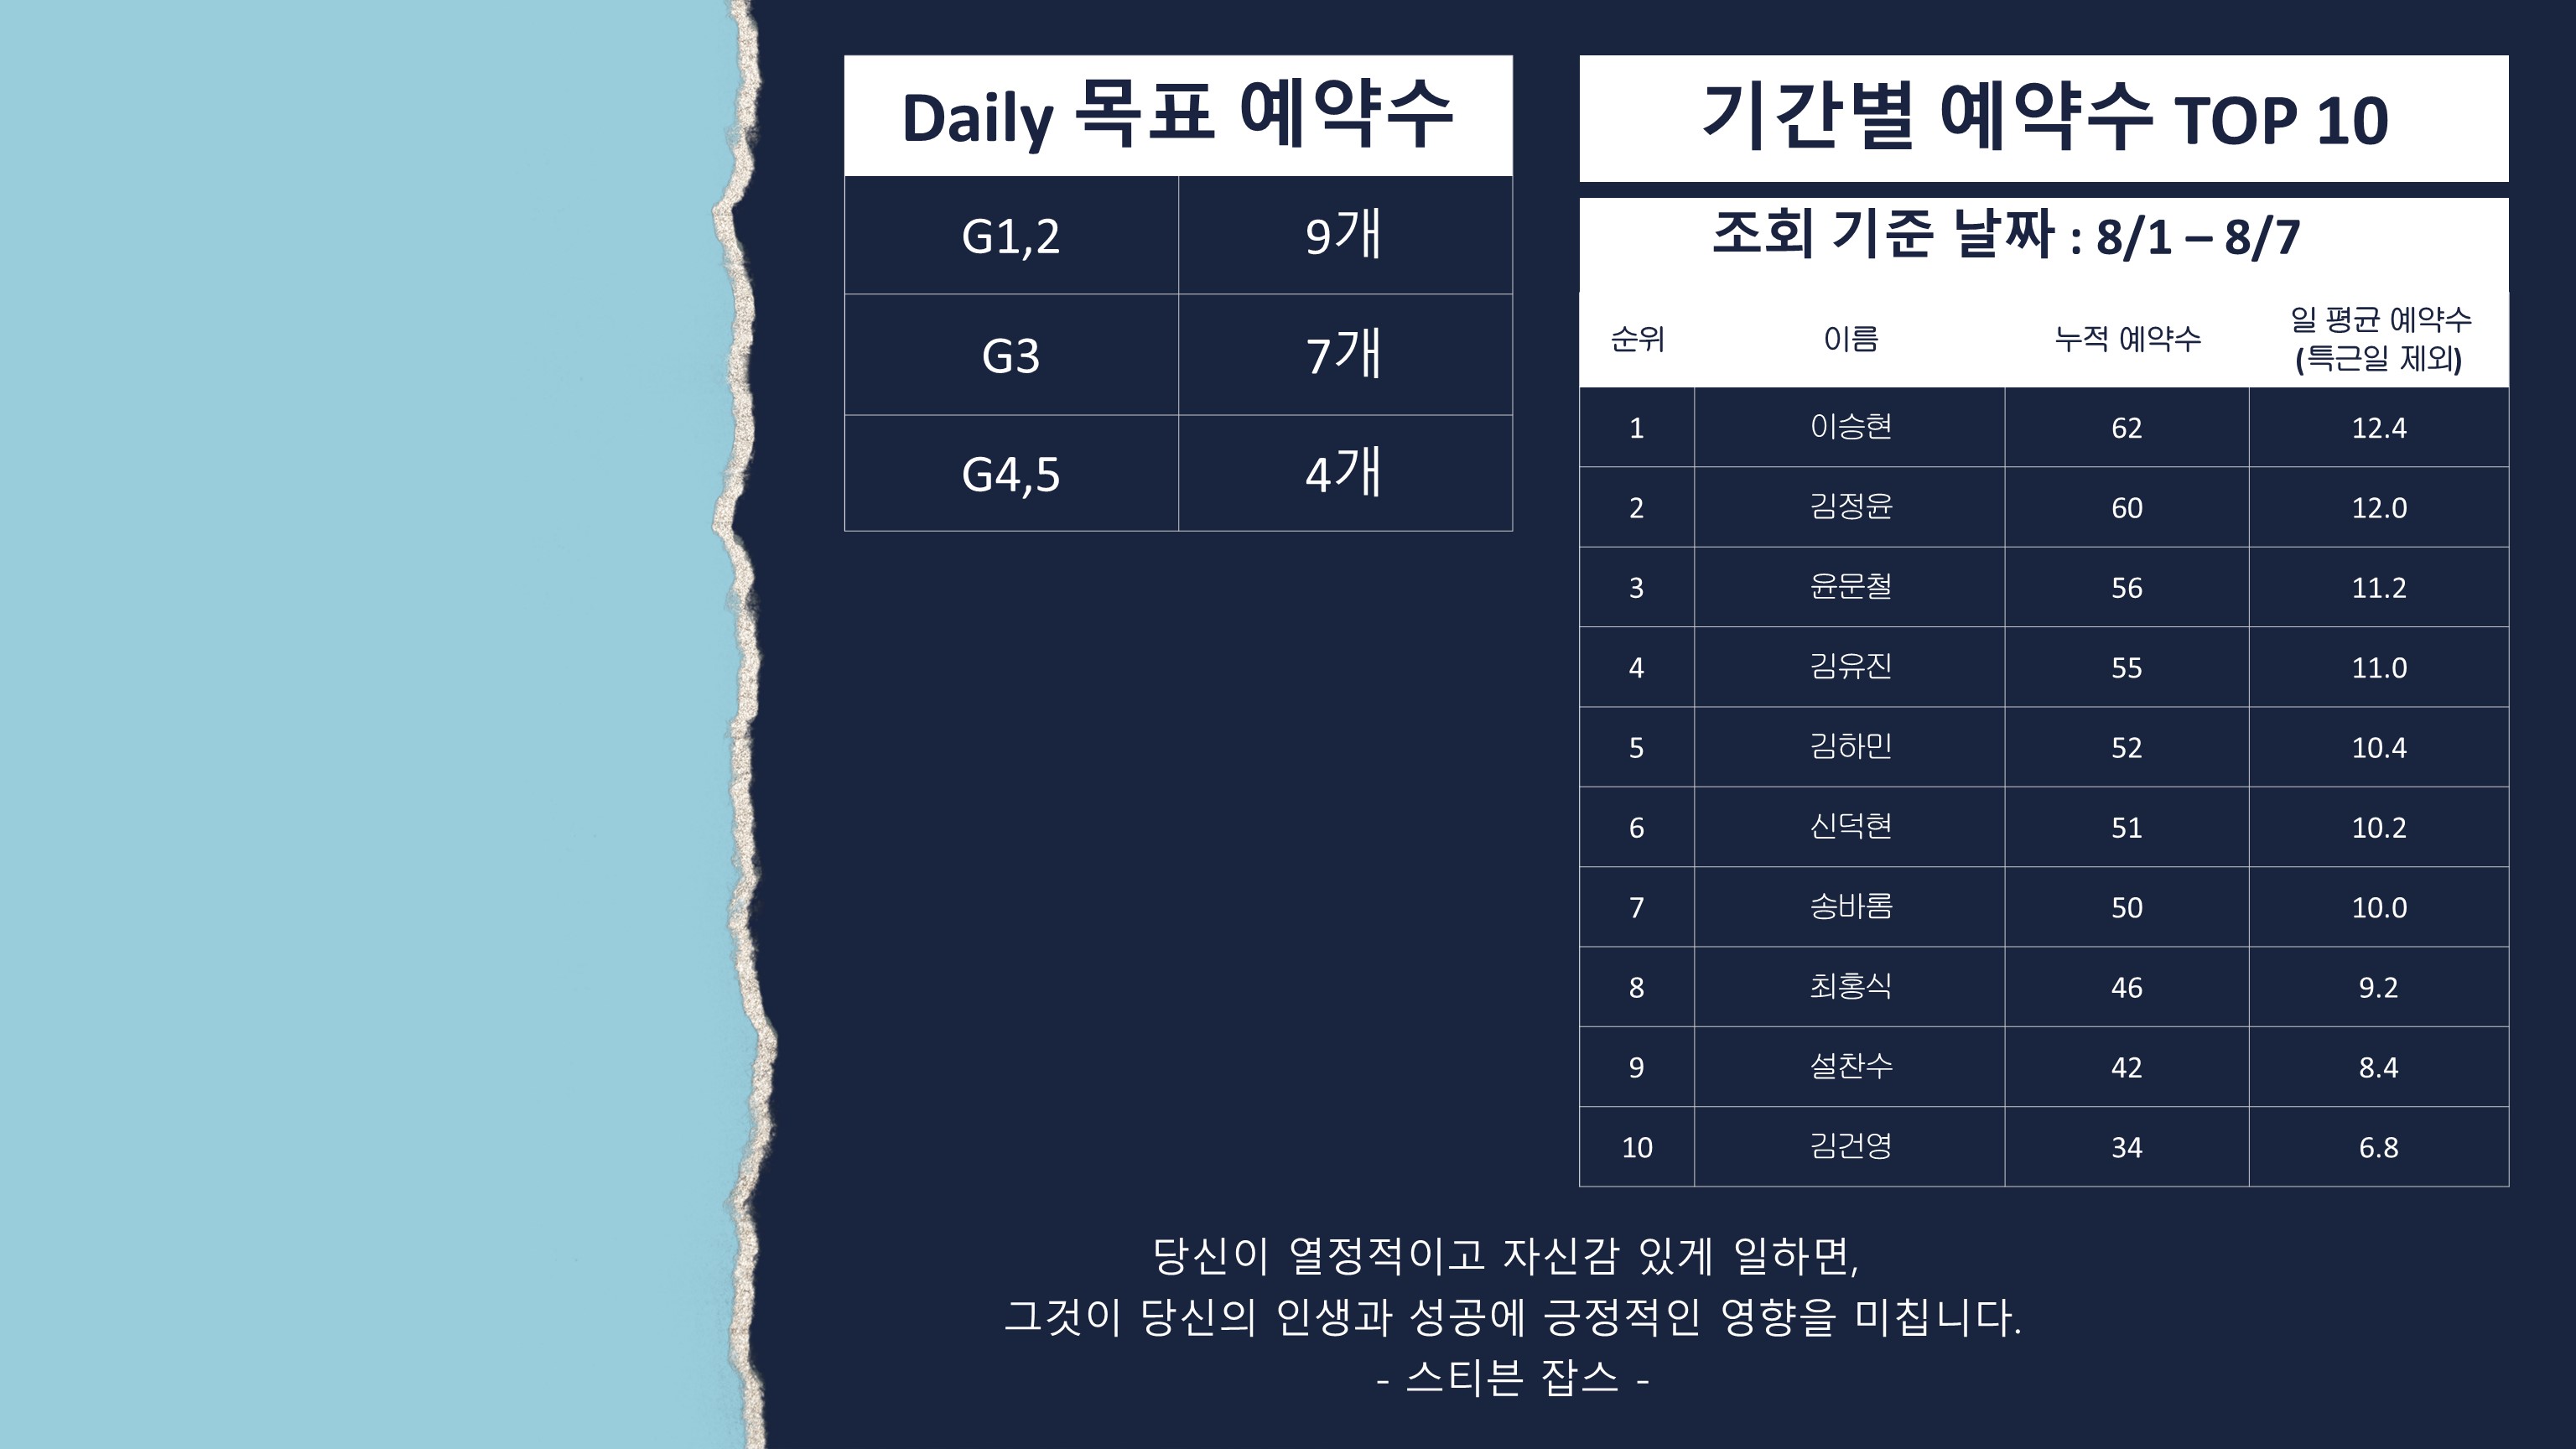 Daily 목표 예약수
G1,2 9개
G3 7개
G4,5 4개
기간별 예약수 TOP 10
조회 기준 날짜 : 8/1 – 8/7
순위 이름 누적 예약수 일 평균 예약수
(특근일 제외)
1 이승현 62 12.4
2 김정윤 60 12.0
3 윤문철 56 11.2
4 김유진 55 11.0
5 김하민 52 10.4
6 신덕현 51 10.2
7 송바롬 50 10.0
8 최홍식 46 9.2
9 설찬수 42 8.4
10 김건영 34 6.8
당신이 열정적이고 자신감 있게 일하면,
그것이 당신의 인생과 성공에 긍정적인 영향을 미칩니다.
- 스티븐 잡스 -